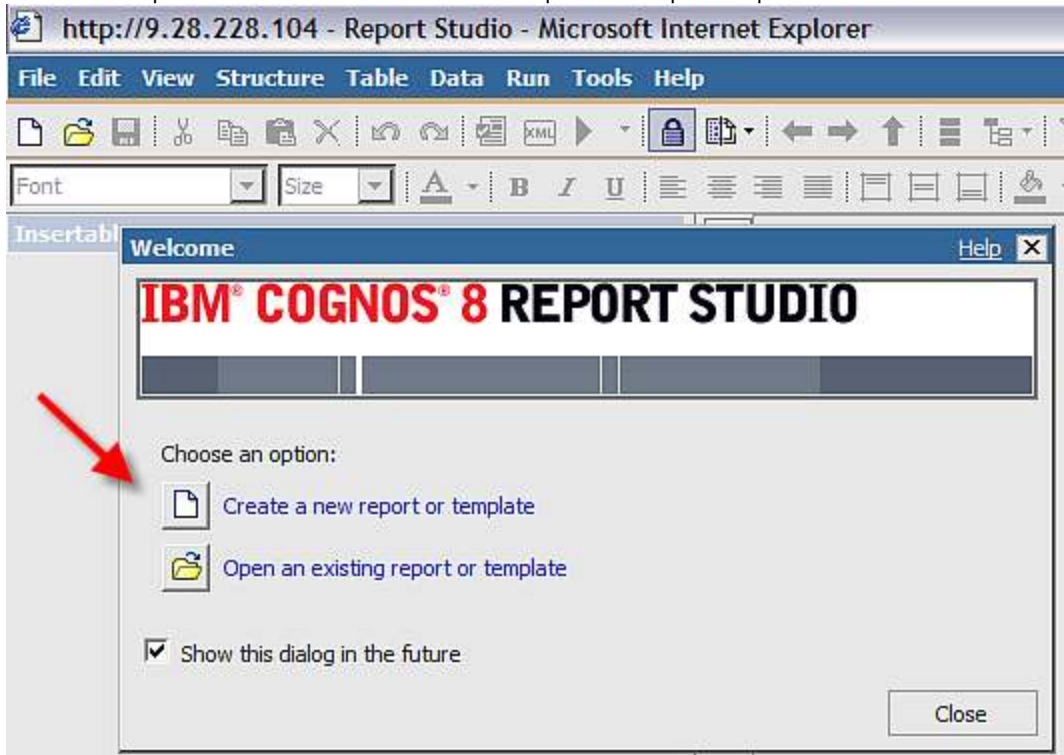 http://9.28.228.104 - Report Studio - Microsoft Internet Explorer
File Edit View Structure Table Data Run Tools Help
XML
Font Size A B I U
Welcome Help
IBM® COGNOS® 8 REPORT STUDIO
Choose an option:
Create a new report or template
Open an existing report or template
Show this dialog in the future
Close